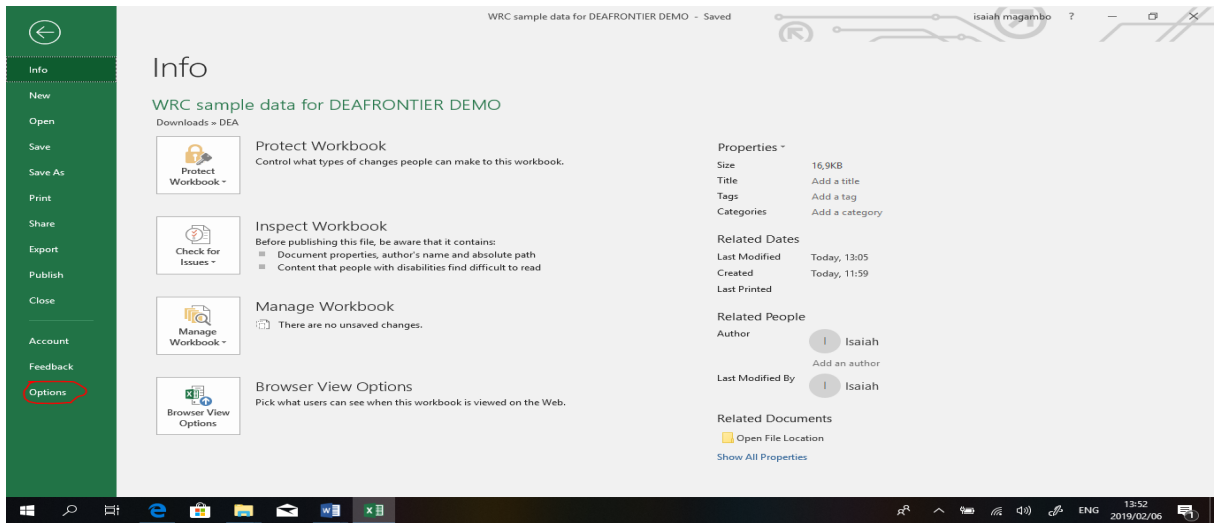 WRC sample data for DEAFRONTIER DEMO - Saved
isaiah magambo ?
Info
New
Open
Save
Save As
Print
Share
Export
Publish
Close
Account
Feedback
Options
Info
WRC sample data for DEAFRONTIER DEMO
Downloads » DEA
Protect
Workbook
Protect Workbook
Control what types of changes people can make to this workbook.
Check for
Issues
Inspect Workbook
Before publishing this file, be aware that it contains:
Document properties, author's name and absolute path
Content that people with disabilities find difficult to read
Manage
Workbook
Manage Workbook
There are no unsaved changes.
Browser View
Options
Browser View Options
Pick what users can see when this workbook is viewed on the Web.
Properties
Size 16,9KB
Title Add a title
Tags Add a tag
Categories Add a category
Related Dates
Last Modified Today, 13:05
Created Today, 11:59
Last Printed
Related People
Author I Isaiah
Add an author
Last Modified By I Isaiah
Related Documents
Open File Location
Show All Properties
ENG
13:52
2019/02/06
1